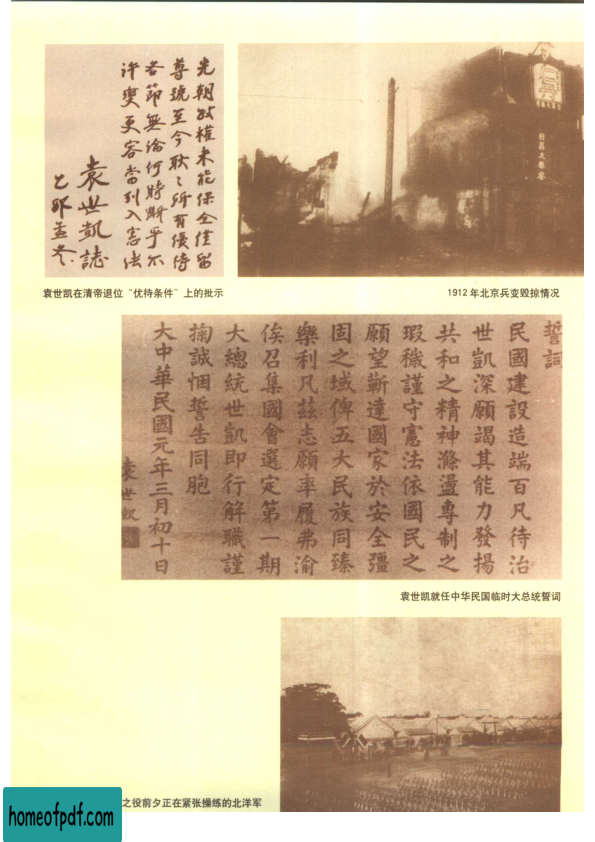 先朝政權未能保全僅留
尊號至今耿々所有優待
各節無論何時斷乎不
許變更容當列入憲法
袁世凱誌
乙卯孟冬
日昌大參店
袁世凯在清帝退位“优待条件”上的批示
1912年北京兵变毁掠情况
誓詞
民國建設造端百凡待治
世凱深願竭其能力發揚
共和之精神滌盪專制之
瑕穢謹守憲法依國民之
願望蘄達國家於安全彊
固之域俾五大民族同臻
樂利凡茲志願率履弗渝
俟召集國會選定第一期
大總統世凱即行解職謹
掬誠悃誓告同胞
大中華民國元年三月初十日
袁世凱
袁世凯就任中华民国临时大总统誓词
之役前夕正在紧张操练的北洋军
homeofpdf.com